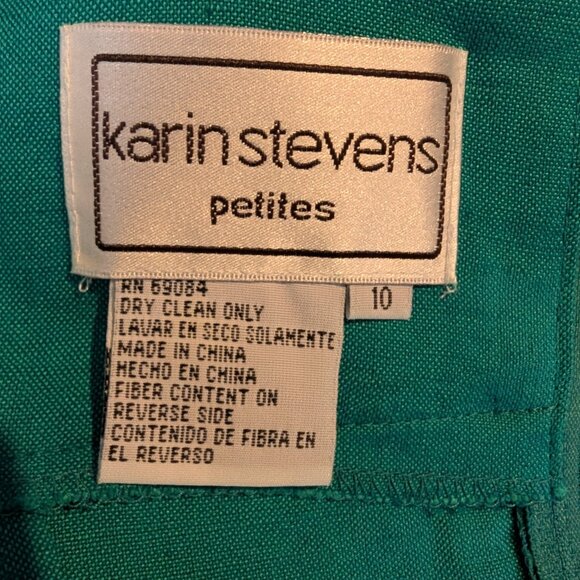 karin stevens
petites
10
RN 69084
DRY CLEAN ONLY
LAVAR EN SECO SOLAMENTE
MADE IN CHINA
HECHO EN CHINA
FIBER CONTENT ON
REVERSE SIDE
CONTENIDO DE FIBRA EN
EL REVERSO